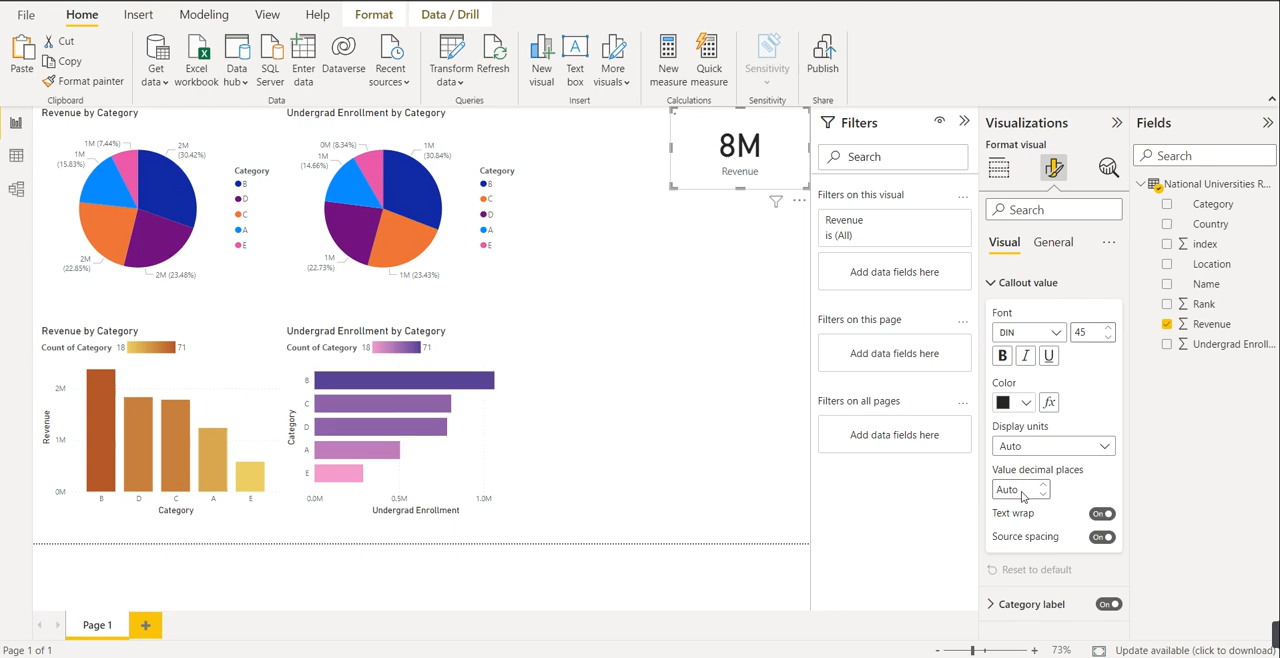 File Home Insert Modeling View Help Format Data / Drill
Paste
Cut
Copy
Format painter
Clipboard
Get data
Excel workbook
Data hub
SQL Server
Enter data
Dataverse
Recent sources
Data
Transform data
Refresh
Queries
New visual
Text box
More visuals
Insert
New measure
Quick measure
Calculations
Sensitivity
Sensitivity
Publish
Share
Revenue by Category
1M (7.44%)
2M (30.42%)
1M (15.83%)
2M (22.85%)
2M (23.48%)
Category
B
D
C
A
E
Undergrad Enrollment by Category
0M (8.34%)
1M (30.84%)
1M (14.66%)
1M (22.73%)
1M (23.43%)
Category
B
C
D
A
E
8M
Revenue
Revenue by Category
Count of Category 18 71
Revenue
2M
1M
0M
B D C A E
Category
Undergrad Enrollment by Category
Count of Category 18 71
Category
B
C
D
A
E
0.0M 0.5M 1.0M
Undergrad Enrollment
Filters
Search
Filters on this visual ...
Revenue
is (All)
Add data fields here
Filters on this page ...
Add data fields here
Filters on all pages ...
Add data fields here
Visualizations
Format visual
Search
Visual General ...
Callout value
Font
DIN 45
B I U
Color
fx
Display units
Auto
Value decimal places
Auto
Text wrap On
Source spacing On
Reset to default
Category label On
Fields
Search
National Universities R...
Category
Country
Σ index
Location
Name
Σ Rank
Σ Revenue
Σ Undergrad Enroll...
Page 1 +
Page 1 of 1
- + 73%
Update available (click to download)